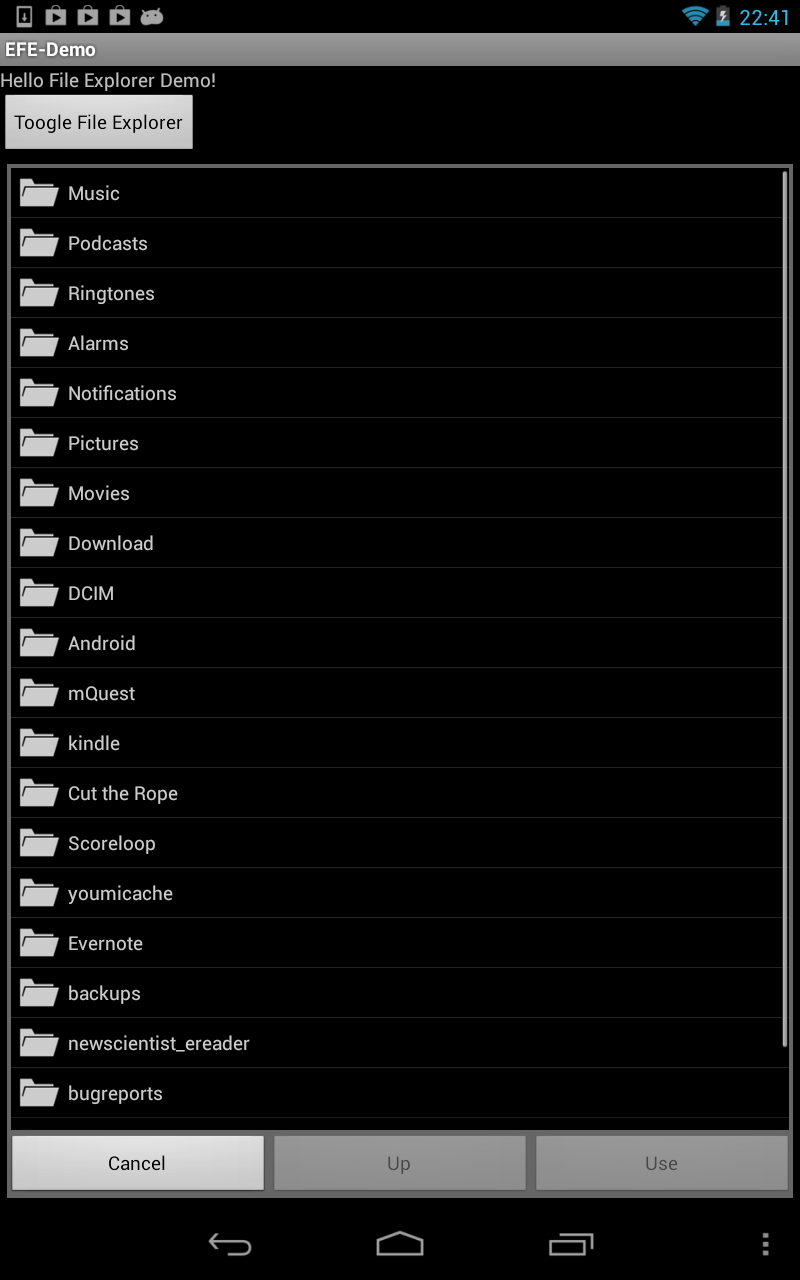 22:41
EFE-Demo
Hello File Explorer Demo!
Toogle File Explorer
Music
Podcasts
Ringtones
Alarms
Notifications
Pictures
Movies
Download
DCIM
Android
mQuest
kindle
Cut the Rope
Scoreloop
youmicache
Evernote
backups
newscientist_ereader
bugreports
Cancel Up Use